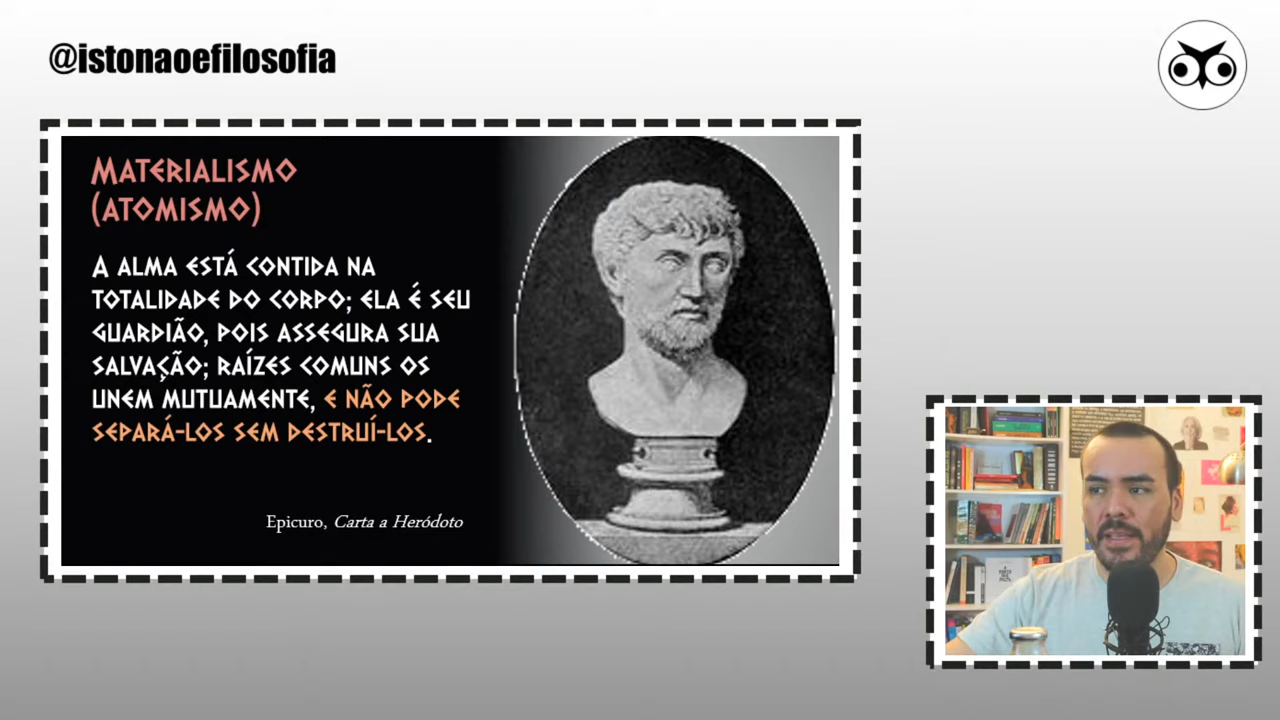 @istonaoefilosofia
Materialismo
(atomismo)
A alma está contida na
totalidade do corpo; ela é seu
guardião, pois assegura sua
salvação; raízes comuns os
unem mutuamente, e não pode
separá-los sem destruí-los.
Epicuro, Carta a Heródoto